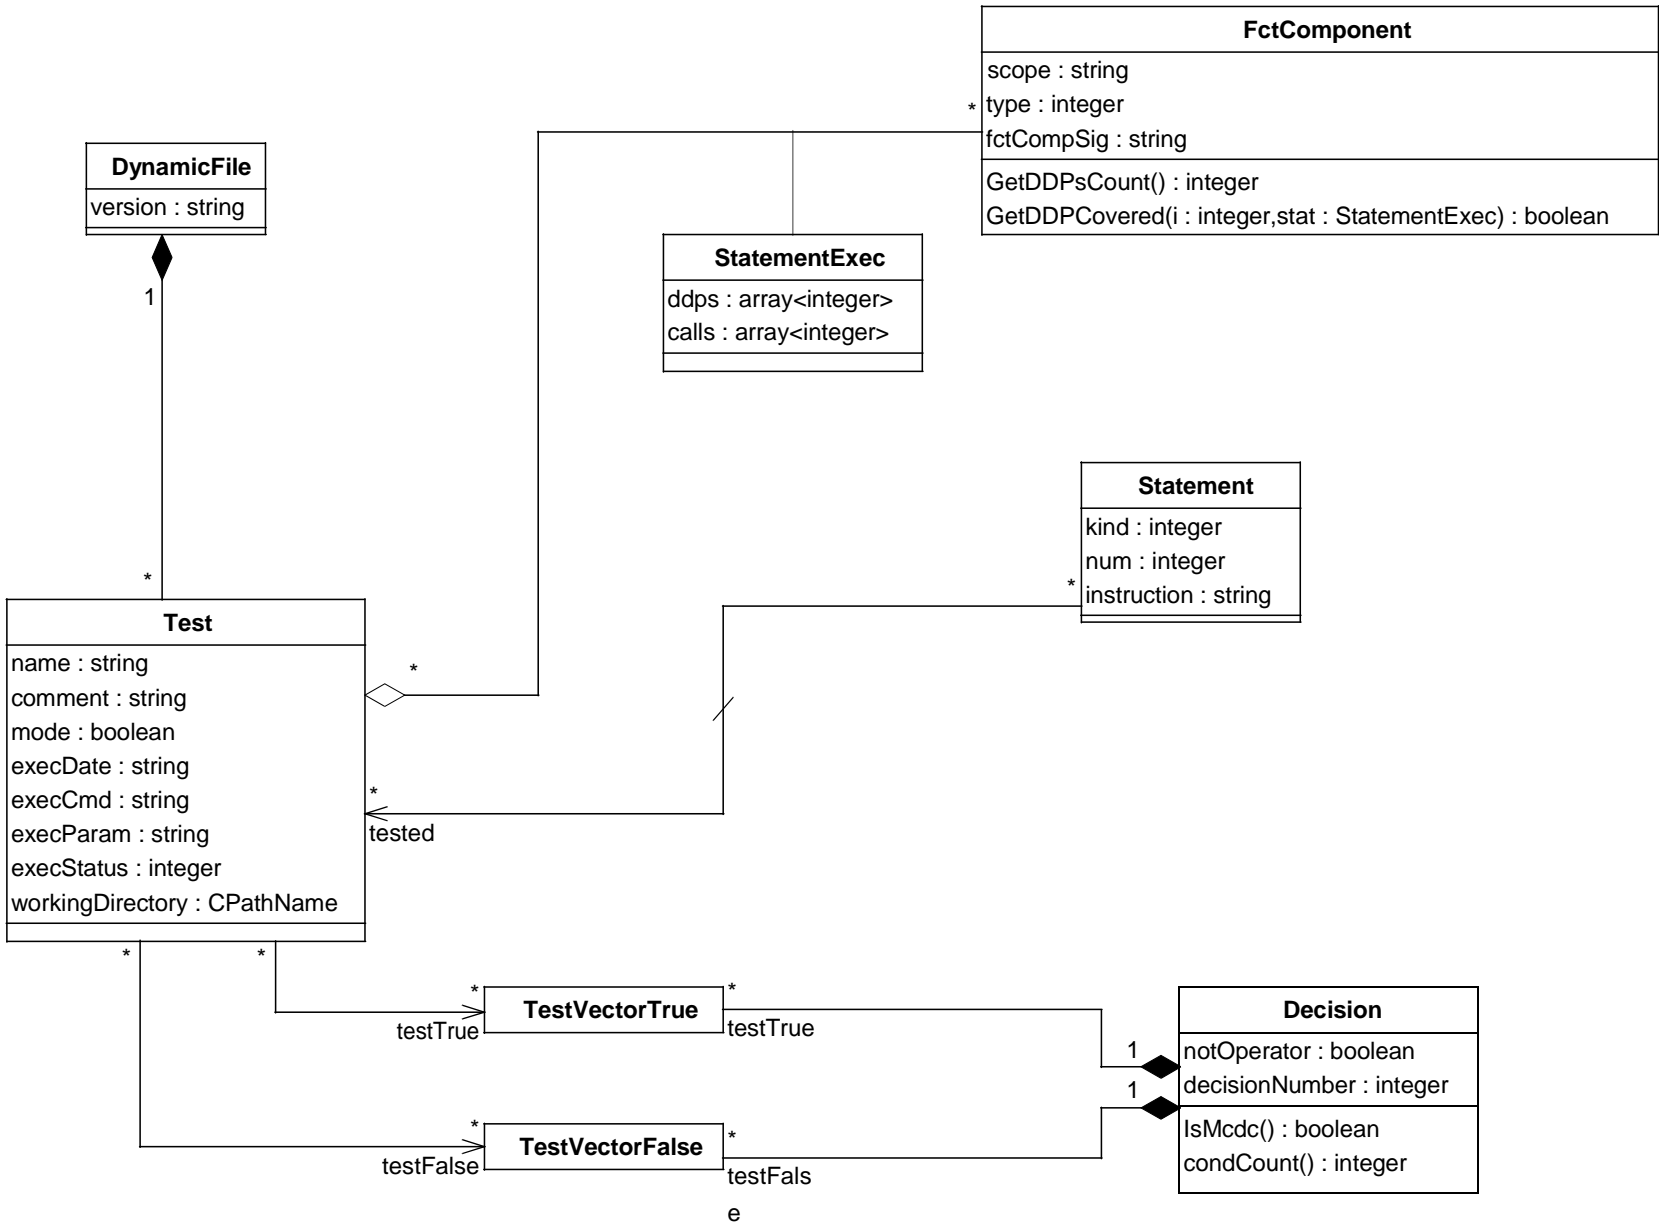 FctComponent
scope : string
type : integer
fctCompSig : string
GetDDPsCount() : integer
GetDDPCovered(i : integer,stat : StatementExec) : boolean
*
DynamicFile
version : string
1
*
StatementExec
ddps : array<integer>
calls : array<integer>
Statement
kind : integer
num : integer
instruction : string
*
Test
name : string
comment : string
mode : boolean
execDate : string
execCmd : string
execParam : string
execStatus : integer
workingDirectory : CPathName
*
*
tested
*
*
*
testTrue
TestVectorTrue
*
testTrue
1
1
Decision
notOperator : boolean
decisionNumber : integer
IsMcdc() : boolean
condCount() : integer
*
testFalse
TestVectorFalse
*
testFals
e